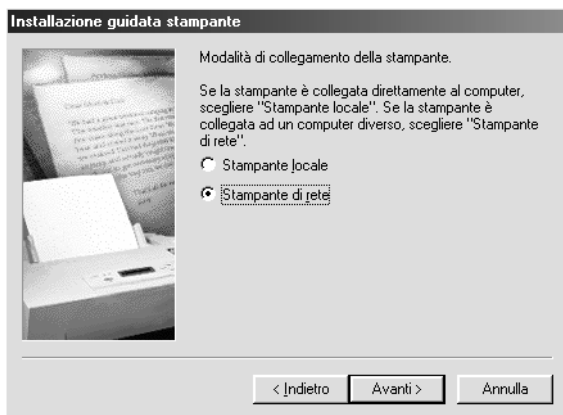 Installazione guidata stampante
Modalità di collegamento della stampante.
Se la stampante è collegata direttamente al computer,
scegliere "Stampante locale". Se la stampante è
collegata ad un computer diverso, scegliere "Stampante
di rete".
Stampante locale
Stampante di rete
< Indietro
Avanti >
Annulla